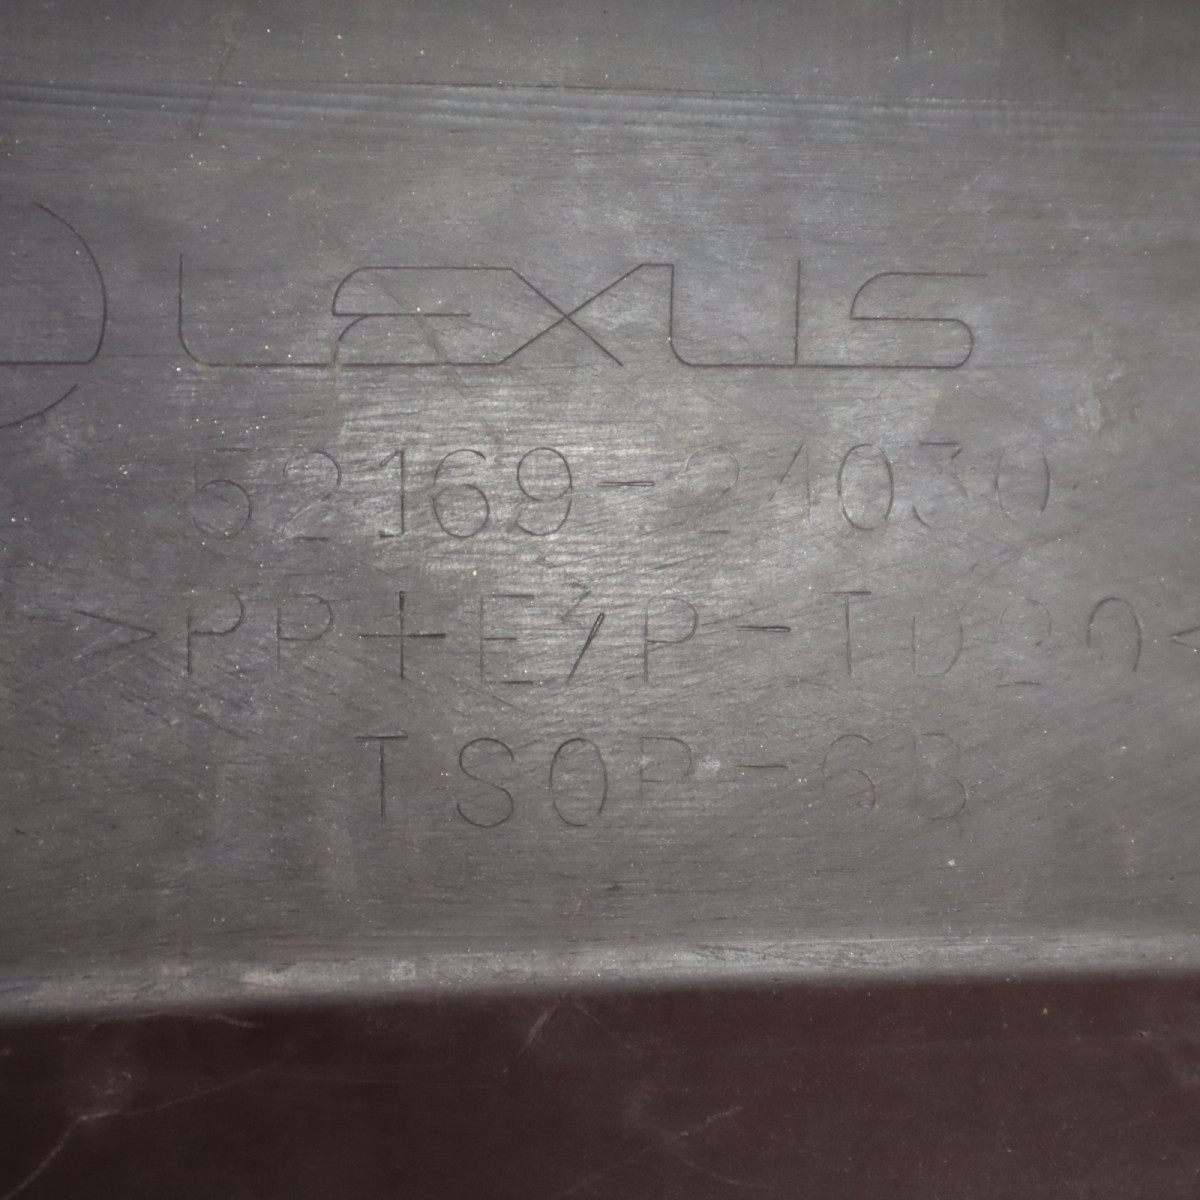 LEXUS
52169-24030
>PP+E/P-TD20<
TSOP-6B